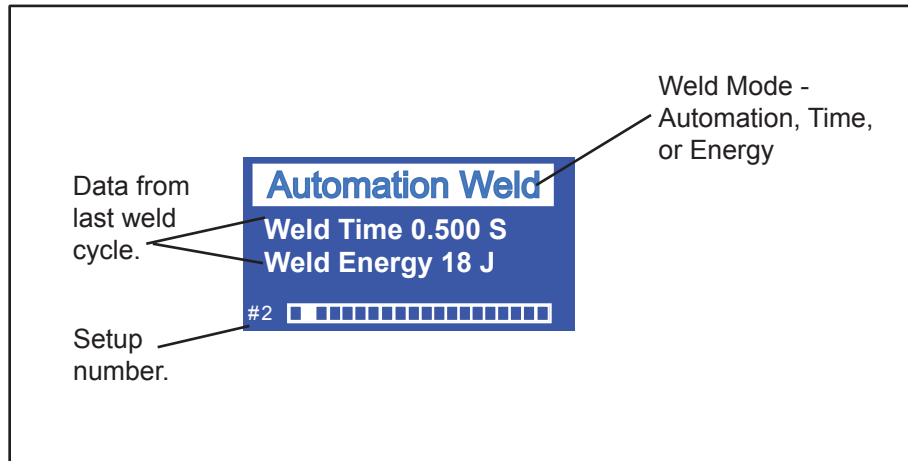 Weld Mode -
Automation, Time,
or Energy
Automation Weld
Data from
last weld
cycle.
Weld Time 0.500 S
Weld Energy 18 J
#2
Setup
number.